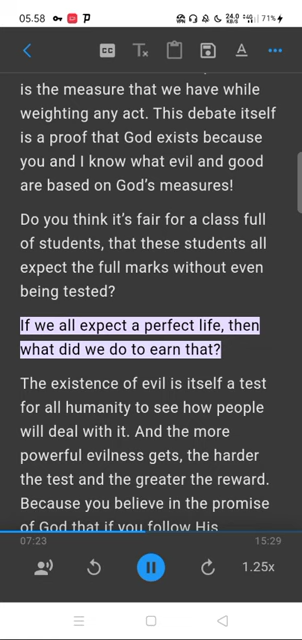 05.58
24.0 KB/S
4G
71%
CC
A
is the measure that we have while
weighting any act. This debate itself
is a proof that God exists because
you and I know what evil and good
are based on God's measures!
Do you think it's fair for a class full
of students, that these students all
expect the full marks without even
being tested?
If we all expect a perfect life, then
what did we do to earn that?
The existence of evil is itself a test
for all humanity to see how people
will deal with it. And the more
powerful evilness gets, the harder
the test and the greater the reward.
Because you believe in the promise
of God that if you follow His
07:23
15:29
1.25x